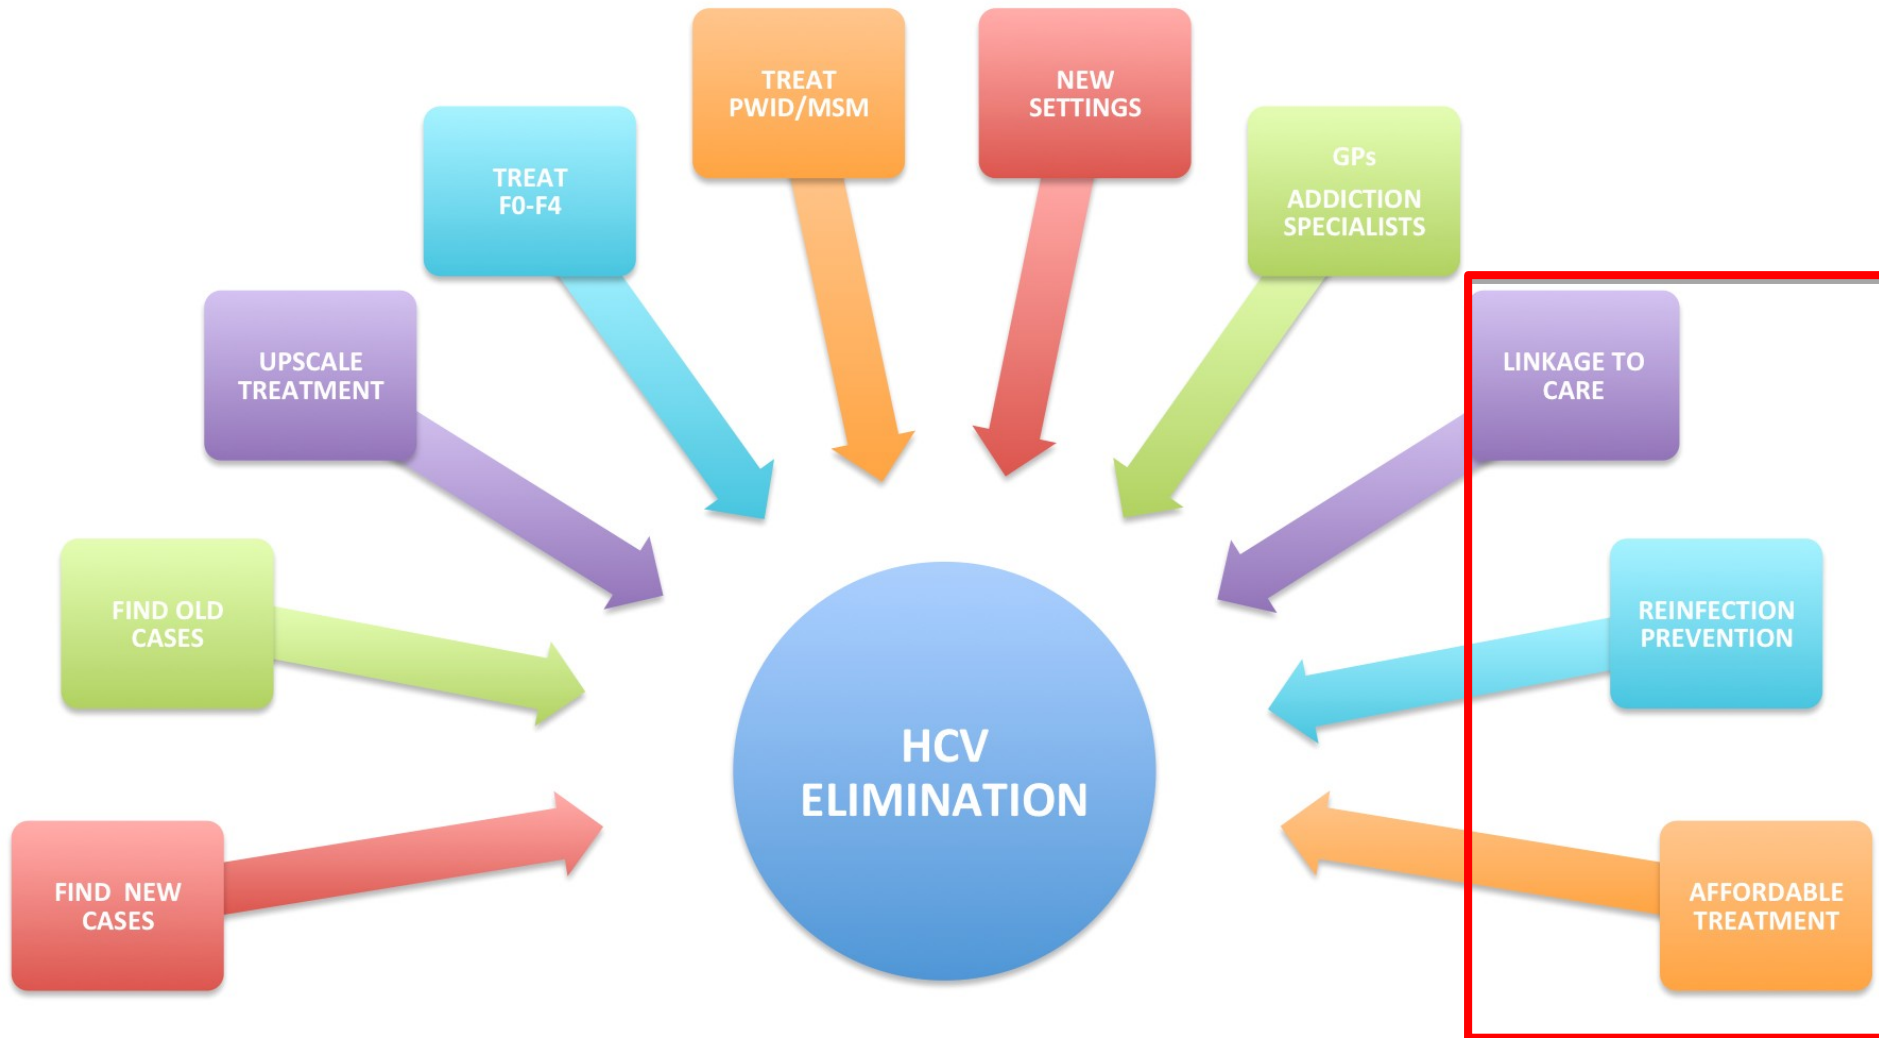 TREAT
PWID/MSM
NEW
SETTINGS
TREAT
F0-F4
GPs
ADDICTION
SPECIALISTS
UPSCALE
TREATMENT
LINKAGE TO
CARE
FIND OLD
CASES
REINFECTION
PREVENTION
HCV
ELIMINATION
FIND NEW
CASES
AFFORDABLE
TREATMENT